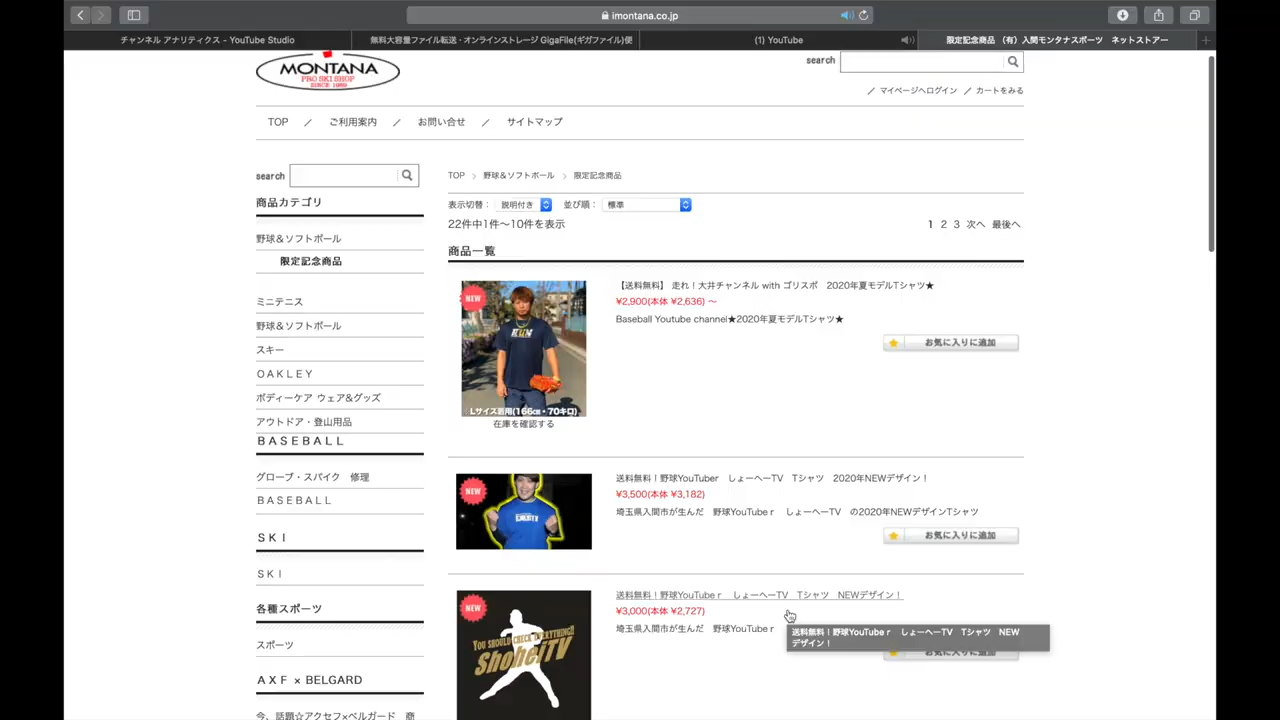 imontana.co.jp
チャンネル アナリティクス - YouTube Studio
無料大容量ファイル転送・オンラインストレージ GigaFile(ギガファイル)便
(1) YouTube
限定記念商品 （有）入間モンタナスポーツ ネットストアー
MONTANA
PRO SKI SHOP
SINCE 1989
search
／ マイページへログイン ／ カートをみる
TOP ／ ご利用案内 ／ お問い合せ ／ サイトマップ
search
商品カテゴリ
野球＆ソフトボール
限定記念商品
ミニテニス
野球＆ソフトボール
スキー
ＯＡＫＬＥＹ
ボディーケア ウェア&グッズ
アウトドア・登山用品
ＢＡＳＥＢＡＬＬ
グローブ・スパイク 修理
ＢＡＳＥＢＡＬＬ
ＳＫＩ
ＳＫＩ
各種スポーツ
スポーツ
ＡＸＦ × BELGARD
今、話題☆アクセフ×ベルガード 商
TOP > 野球＆ソフトボール > 限定記念商品
表示切替： 説明付き 並び順： 標準
22件中1件〜10件を表示
1 2 3 次へ 最後へ
商品一覧
NEW
RUN
Lサイズ着用(166㎝・70キロ)
在庫を確認する
【送料無料】走れ！大井チャンネル with ゴリスポ 2020年夏モデルTシャツ★
¥2,900(本体 ¥2,636) 〜
Baseball Youtube channel★2020年夏モデルTシャツ★
お気に入りに追加
NEW
送料無料！野球YouTuber しょーへーTV Tシャツ 2020年NEWデザイン！
¥3,500(本体 ¥3,182)
埼玉県入間市が生んだ 野球YouTubeｒ しょーへーTV の2020年NEWデザインTシャツ
お気に入りに追加
NEW
YOU SHOULD CHECK EVERYTHING!!
ShoheiTV
送料無料！野球YouTubeｒ しょーへーTV Tシャツ NEWデザイン！
¥3,000(本体 ¥2,727)
埼玉県入間市が生んだ 野球YouTubeｒ
送料無料！野球YouTubeｒ しょーへーTV Tシャツ NEW
デザイン！
お気に入りに追加